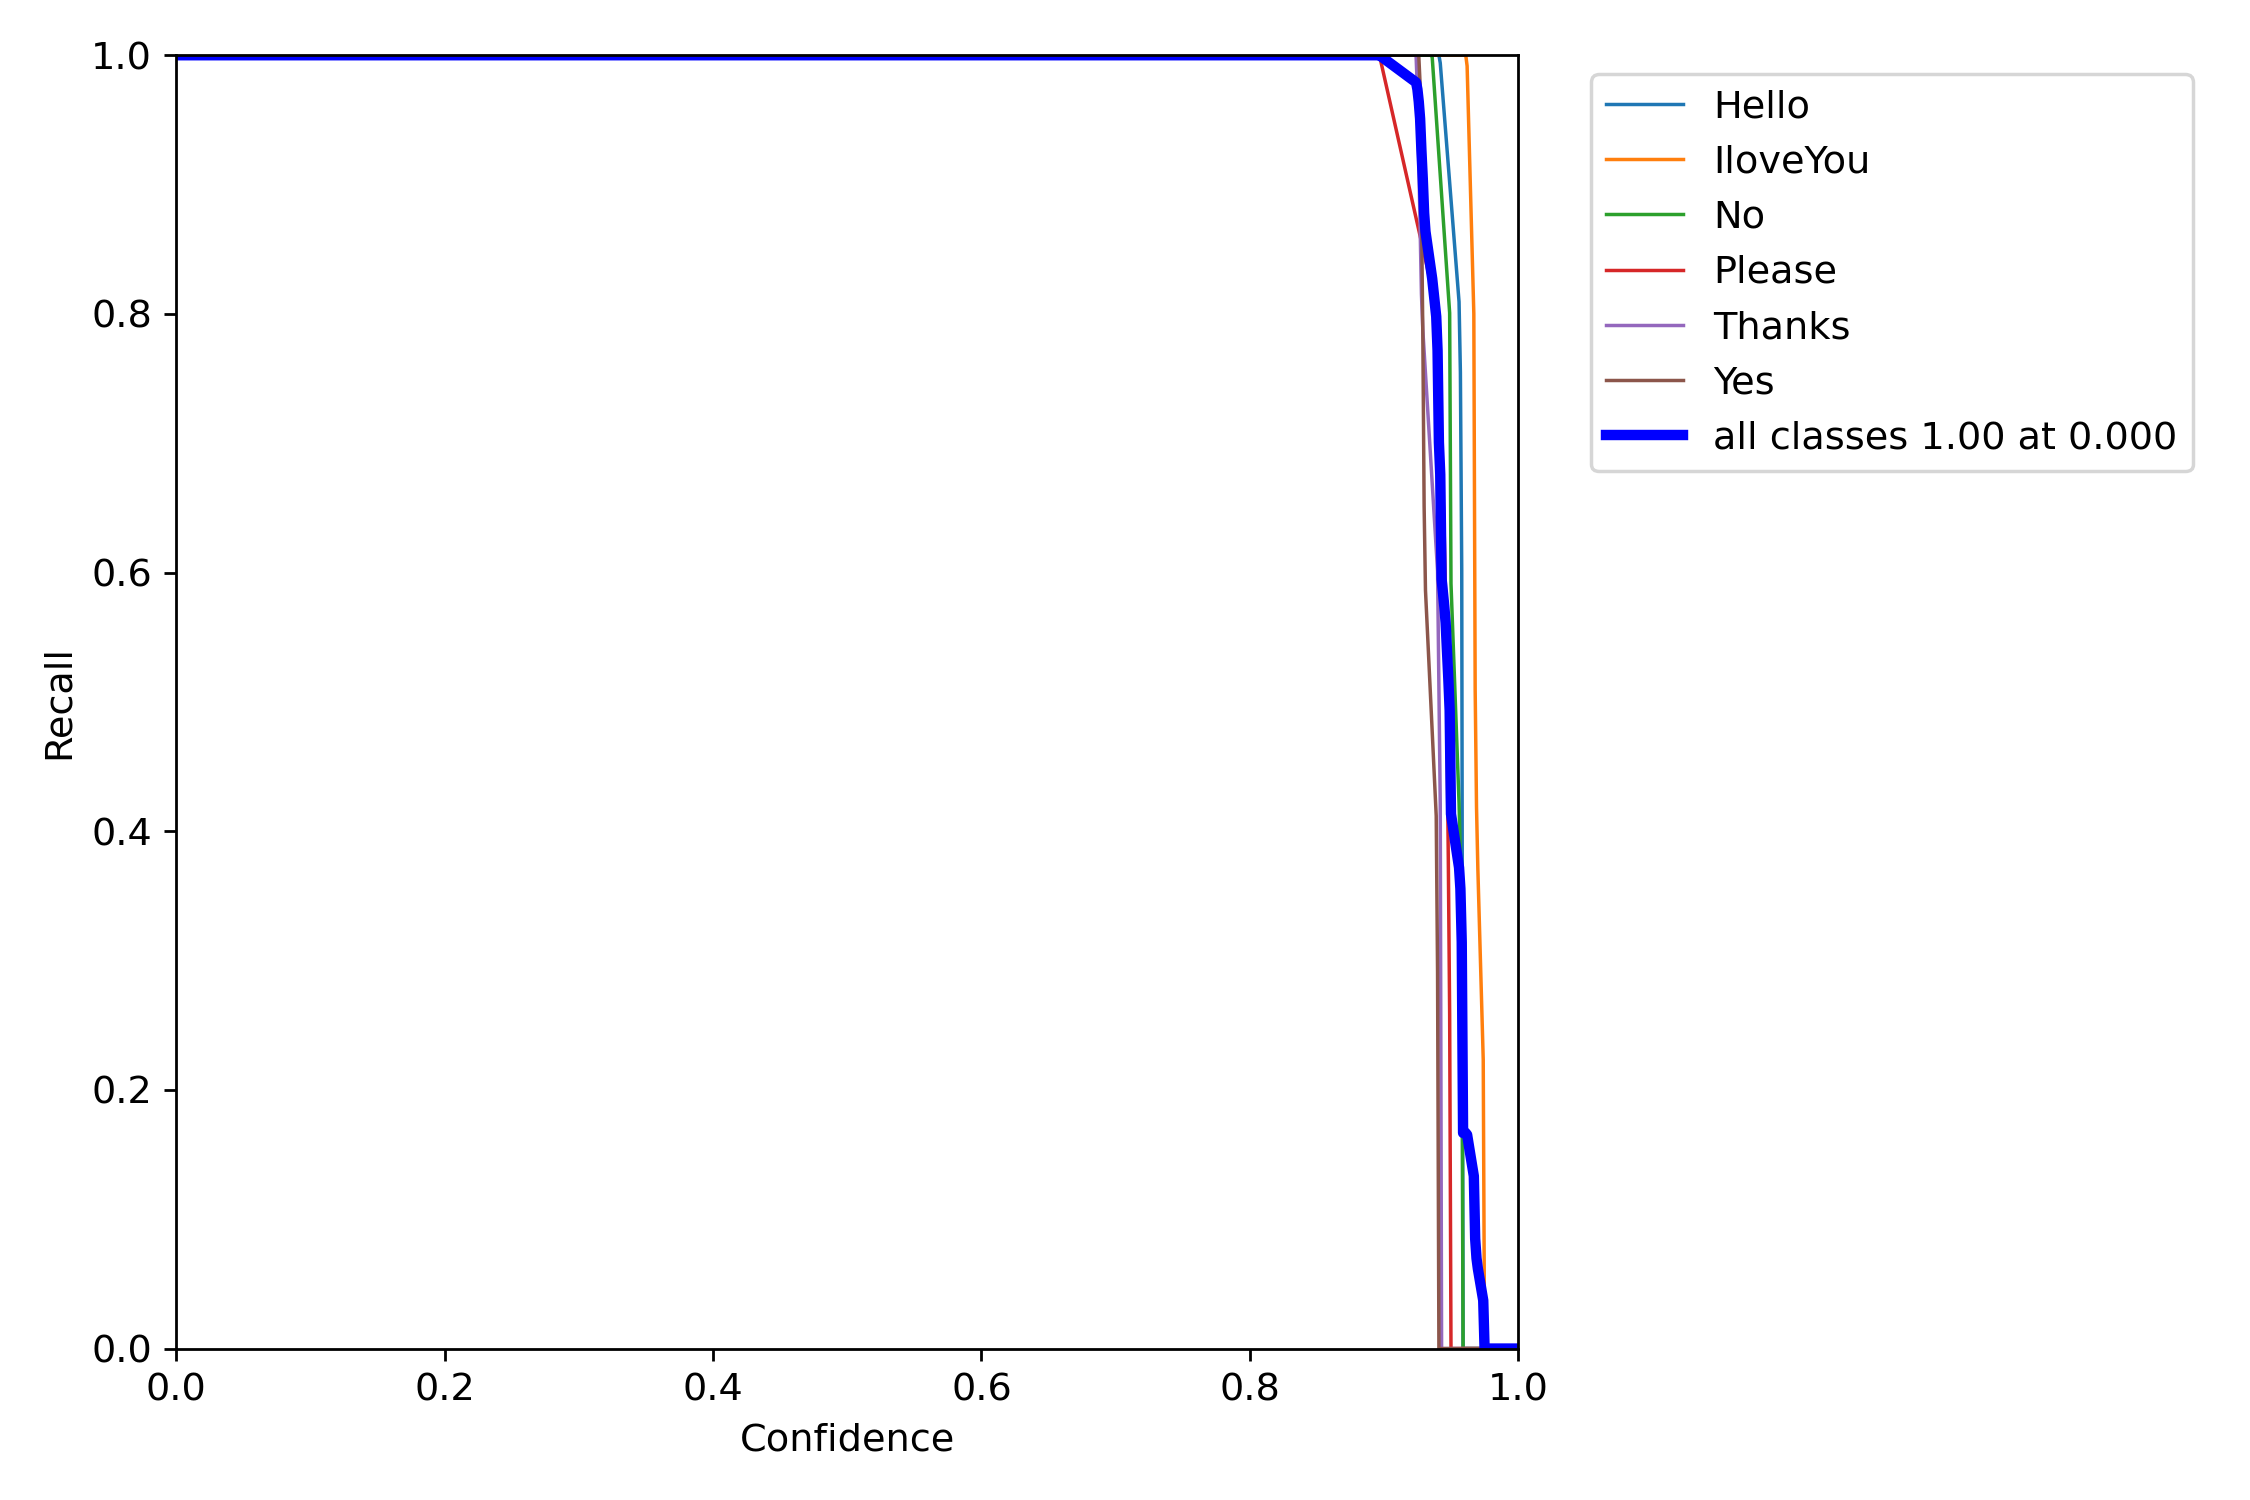 1.0
0.8
0.6
0.4
0.2
0.0
Recall
0.0 0.2 0.4 0.6 0.8 1.0
Confidence
Hello
IloveYou
No
Please
Thanks
Yes
all classes 1.00 at 0.000